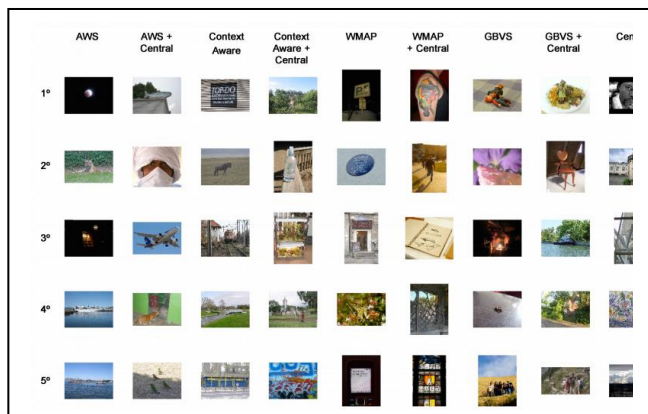 AWS AWS + Central Context Aware Context Aware + Central WMAP WMAP + Central GBVS GBVS + Central
1º
2º
3º
4º
5º